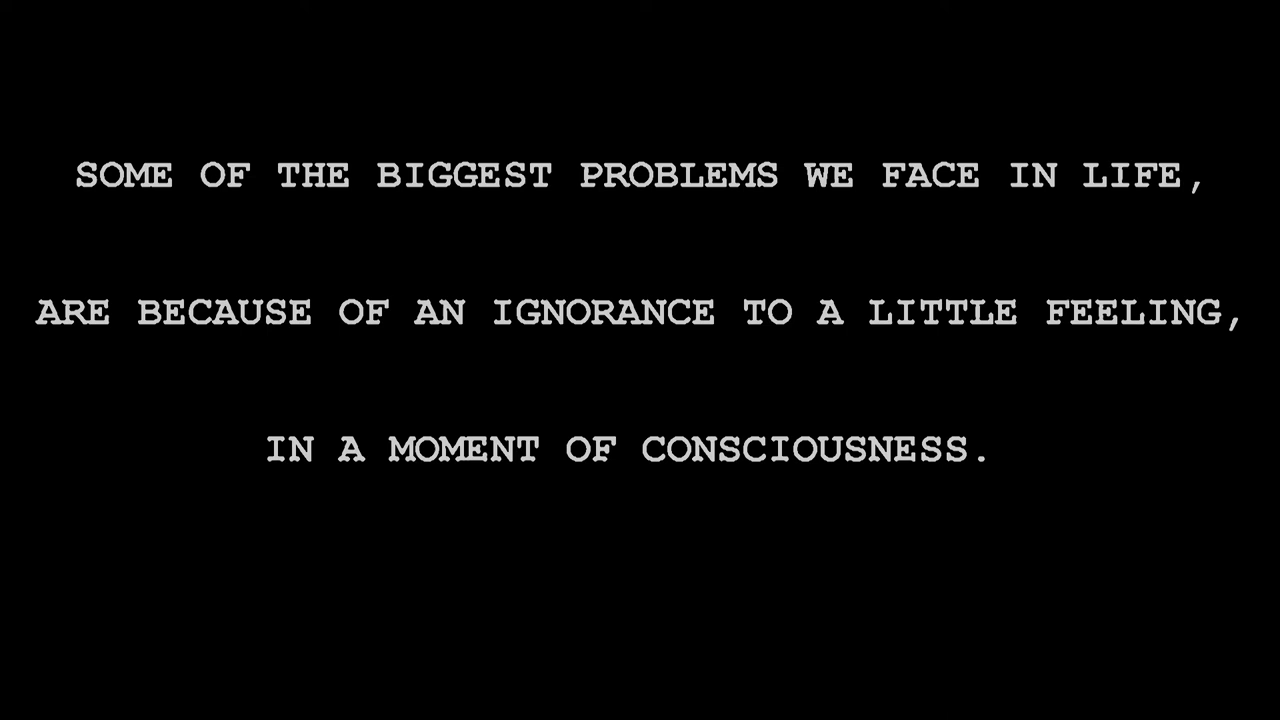 SOME OF THE BIGGEST PROBLEMS WE FACE IN LIFE,
ARE BECAUSE OF AN IGNORANCE TO A LITTLE FEELING,
IN A MOMENT OF CONSCIOUSNESS.